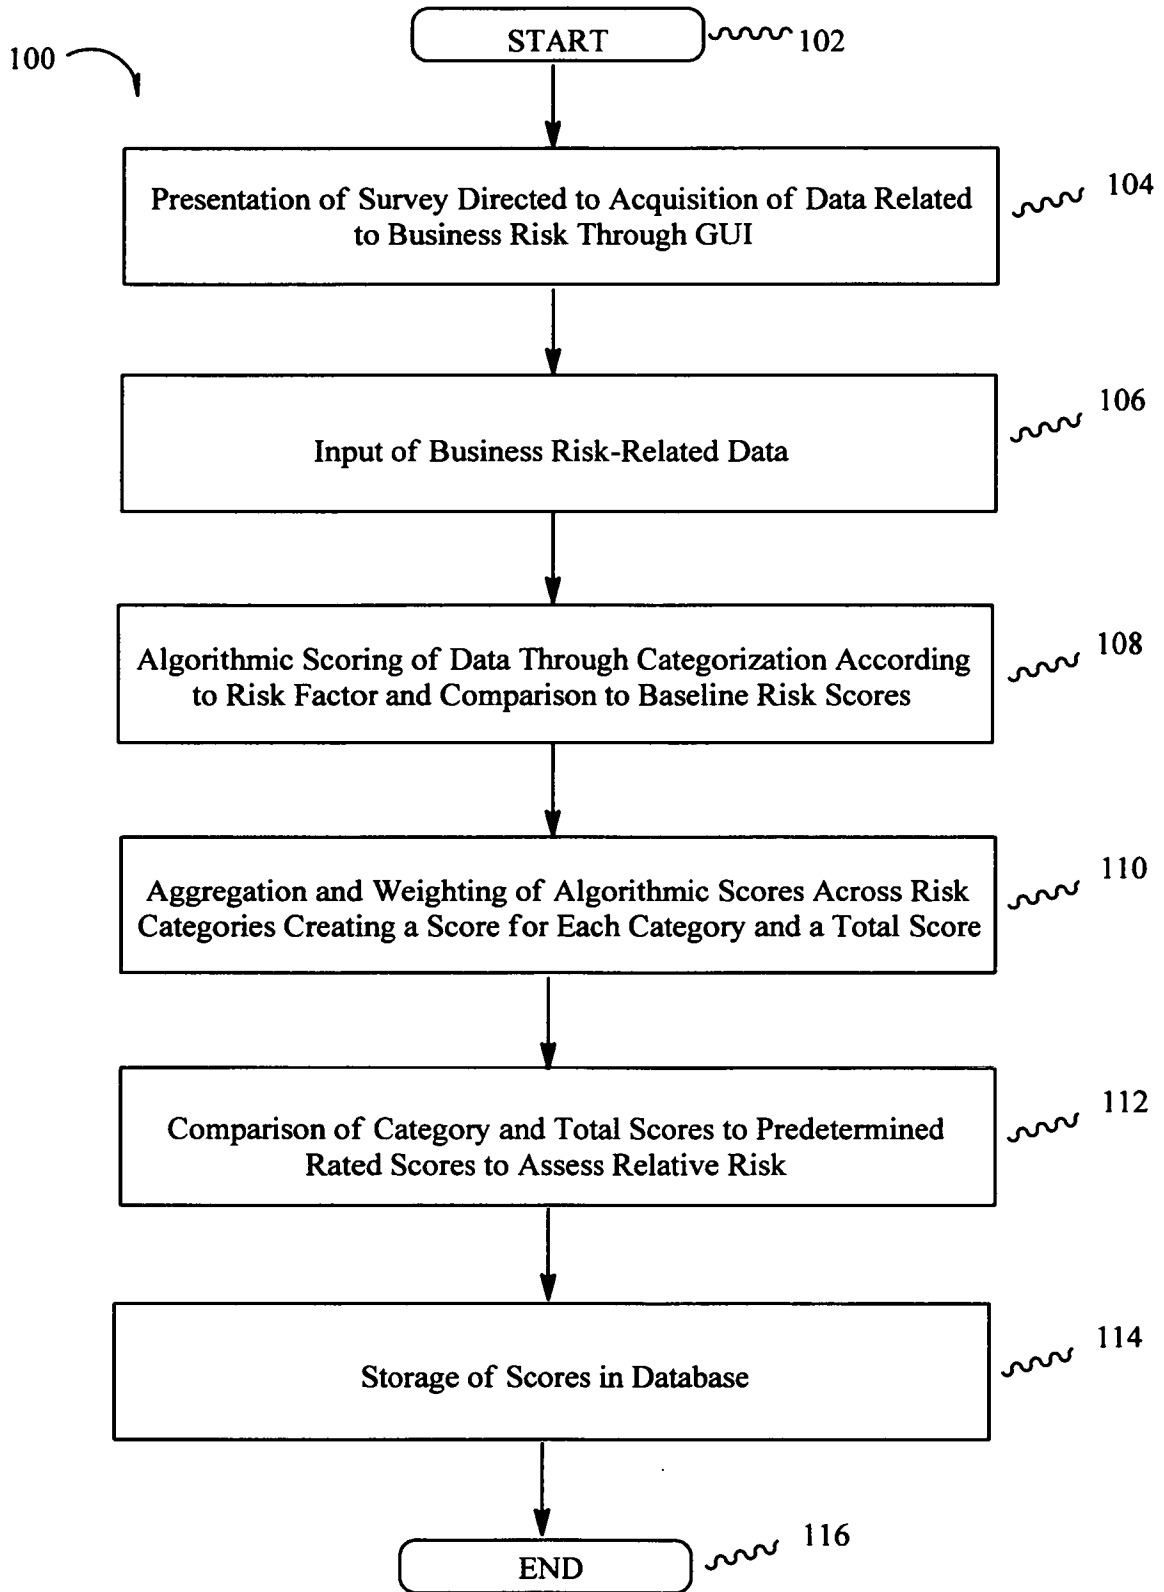 START
102
100
Presentation of Survey Directed to Acquisition of Data Related
to Business Risk Through GUI
104
Input of Business Risk-Related Data
106
Algorithmic Scoring of Data Through Categorization According
to Risk Factor and Comparison to Baseline Risk Scores
108
Aggregation and Weighting of Algorithmic Scores Across Risk
Categories Creating a Score for Each Category and a Total Score
110
Comparison of Category and Total Scores to Predetermined
Rated Scores to Assess Relative Risk
112
Storage of Scores in Database
114
END
116